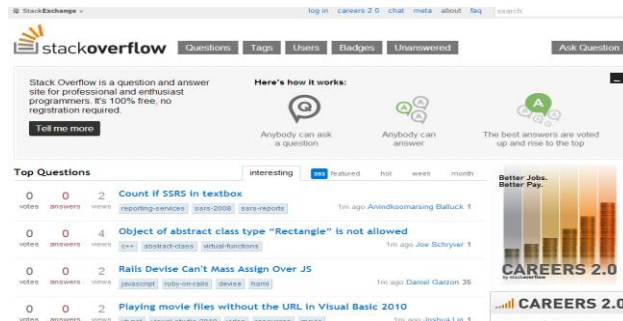 StackExchange
log in careers 2.0 chat meta about faq search
stackoverflow Questions Tags Users Badges Unanswered Ask Question
Stack Overflow is a question and answer
site for professional and enthusiast
programmers. It's 100% free, no
registration required.
Tell me more
Here's how it works:
Q
A
A
A
A
A
A
Anybody can ask
a question
Anybody can
answer
The best answers are voted
up and rise to the top
Top Questions
interesting featured hot week month
0 0 2 Count if SSRS in textbox
votes answers views reporting-services ssrs-2008 ssrs-reports 1m ago Balluck 1
0 0 4 Object of abstract class type "Rectangle" is not allowed
votes answers views c++ abstract-class virtual-functions 1m ago Joe Schryver 1
0 0 2 Rails Devise Can't Mass Assign Over JS
votes answers views javascript ruby-on-rails devise haml 1m ago Daniel Garzon 35
0 0 2 Playing movie files without the URL in Visual Basic 2010
votes answers views video 1m ago Joshua Lin 1
Better Jobs.
Better Pay.
CAREERS 2.0
by stackoverflow
CAREERS 2.0